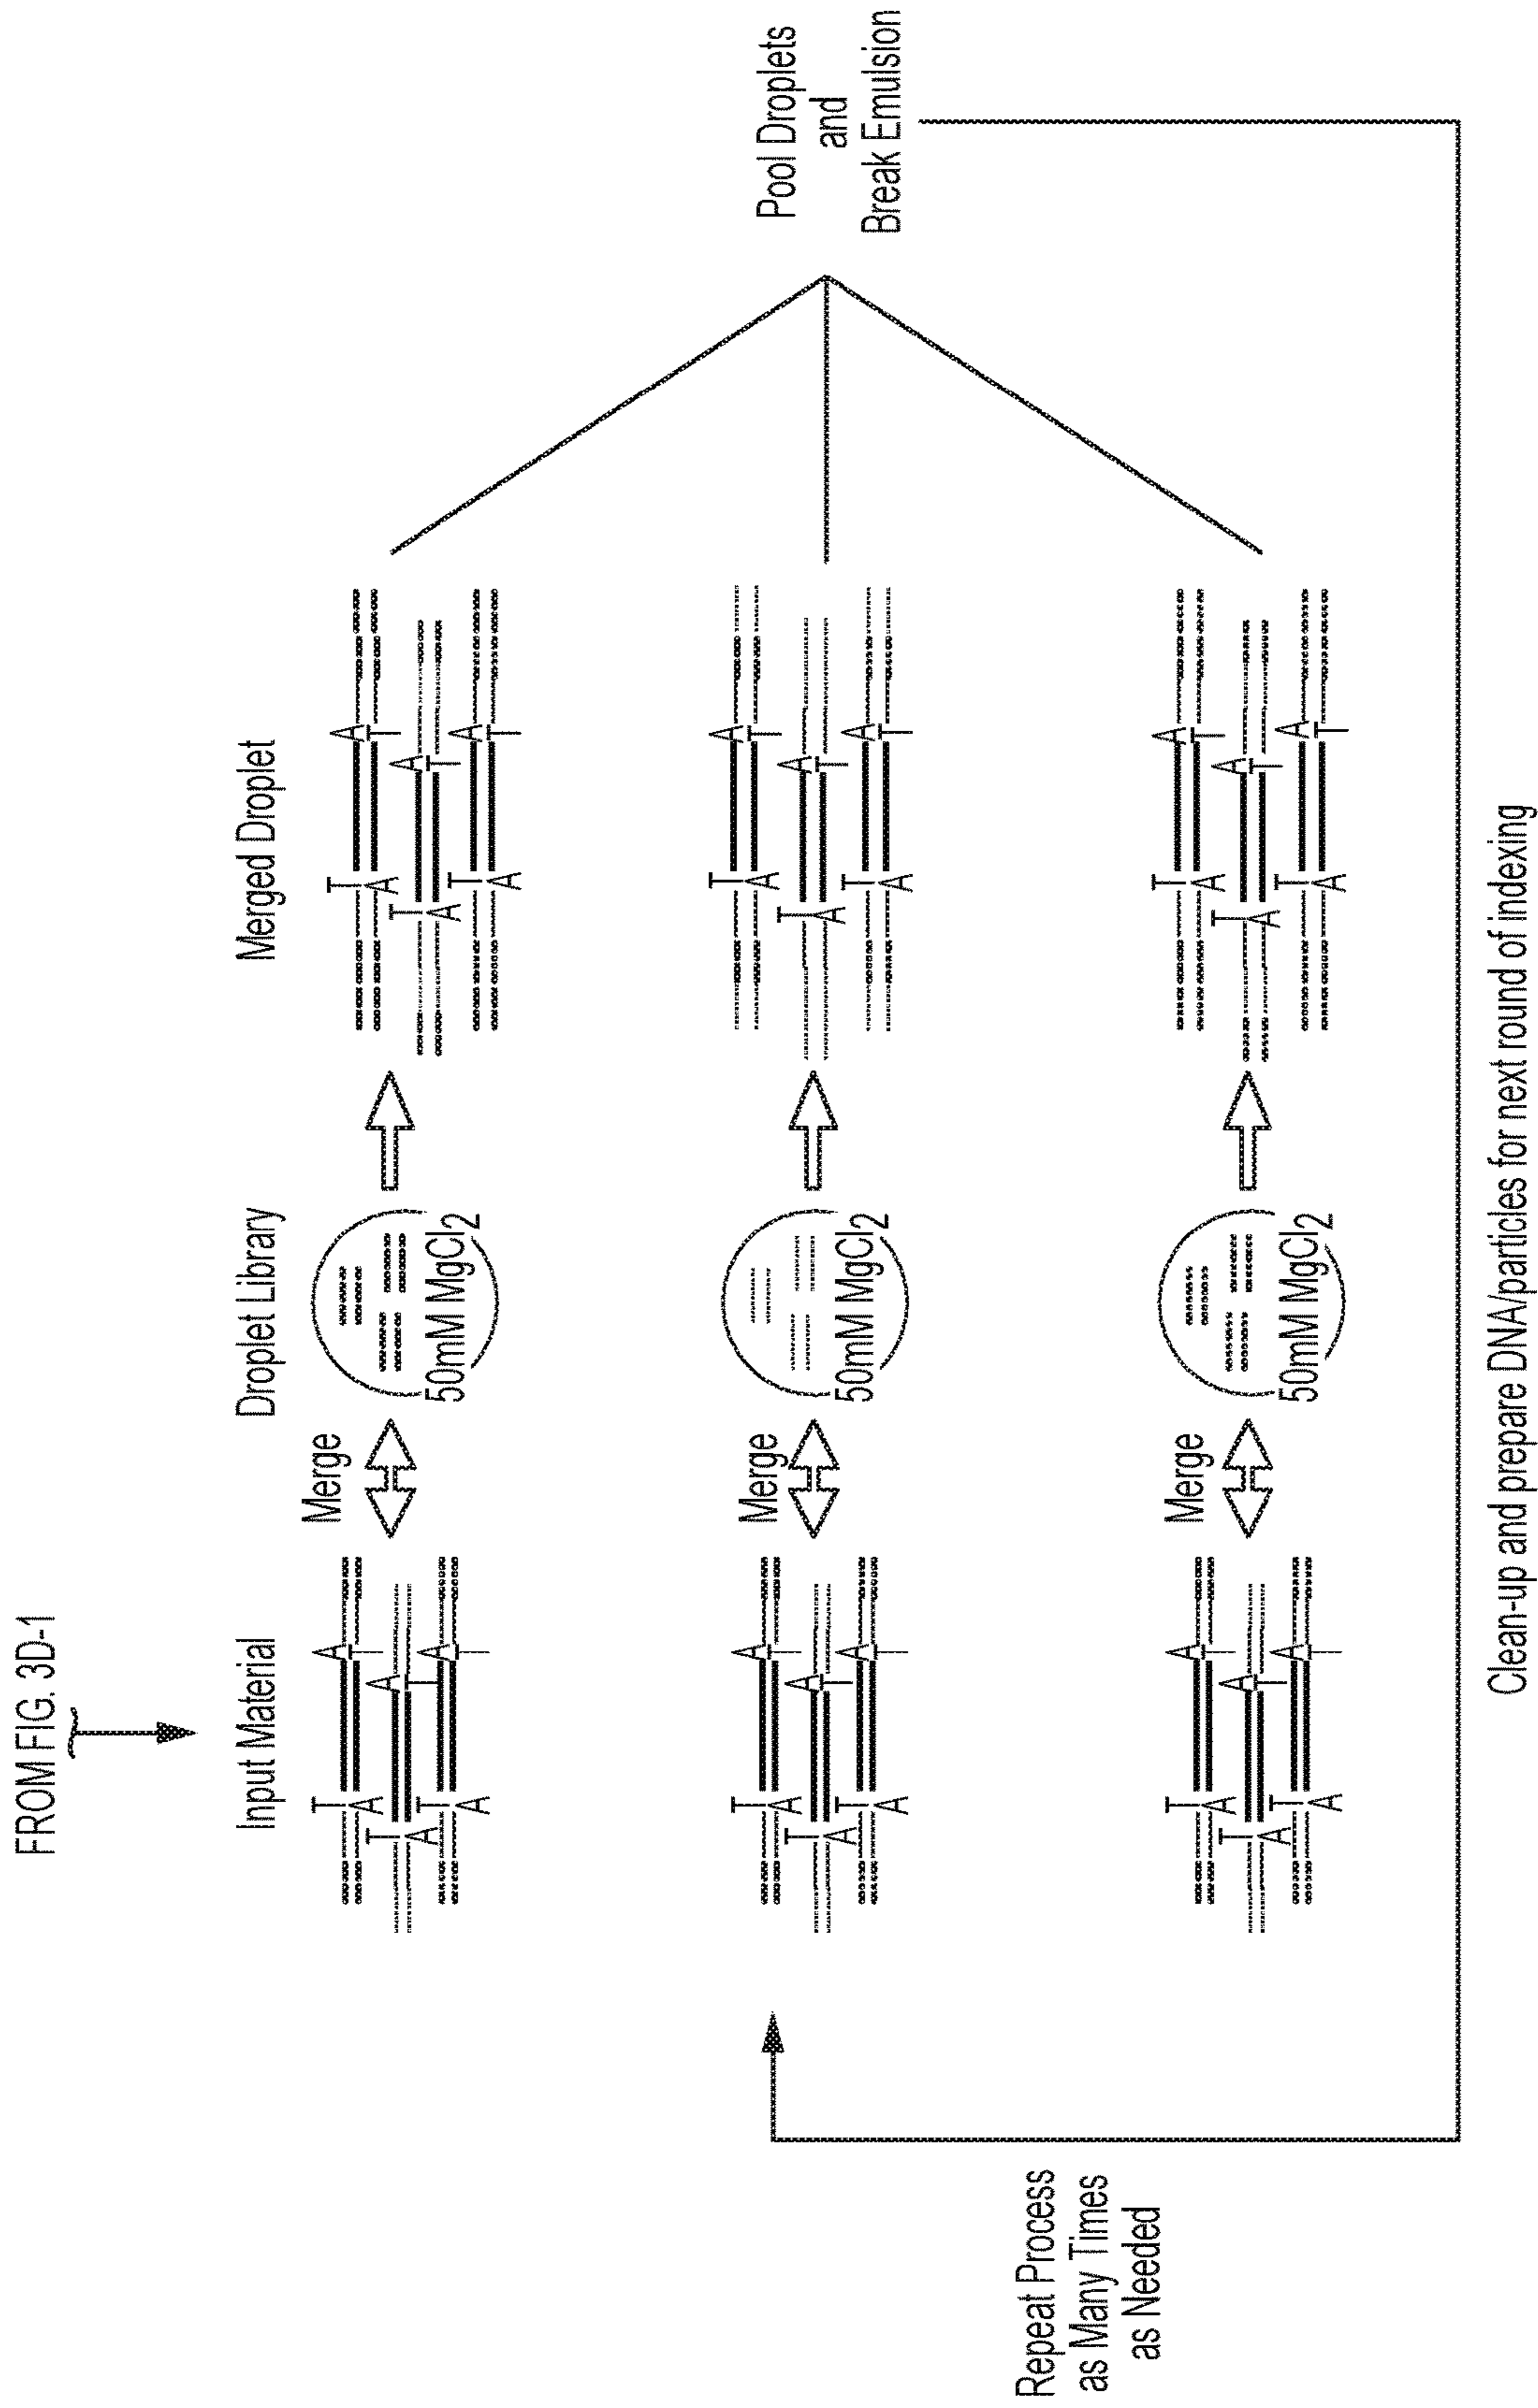 FROM FIG. 3D-1
Input Material
Droplet Library
Merged Droplet
T
A
A
T
T
A
A
T
T
A
A
T
Merge
50mM MgCl2
T
A
A
T
T
A
A
T
T
A
A
T
T
A
A
T
T
A
A
T
T
A
A
T
Merge
50mM MgCl2
T
A
A
T
T
A
A
T
T
A
A
T
Pool Droplets
and
Break Emulsion
T
A
A
T
T
A
A
T
T
A
A
T
Merge
50mM MgCl2
T
A
A
T
T
A
A
T
T
A
A
T
Repeat Process
as Many Times
as Needed
Clean-up and prepare DNA/particles for next round of indexing